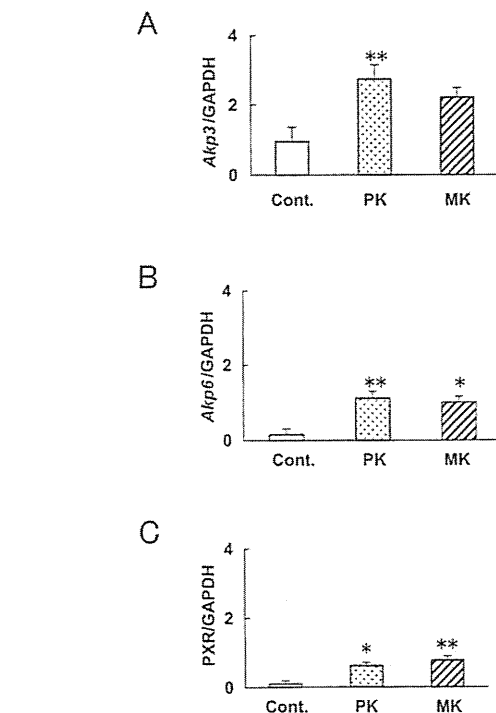 A
4
**
2
0
Akp3/GAPDH
Cont. PK MK
B
4
** *
2
0
Akp6/GAPDH
Cont. PK MK
C
4
2
* **
0
PXR/GAPDH
Cont. PK MK